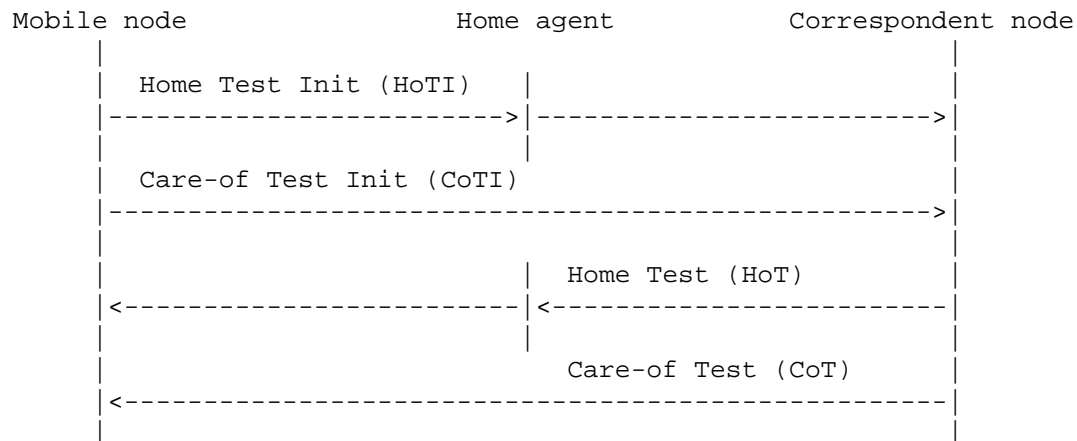 Mobile node Home agent Correspondent node
Home Test Init (HoTI)
Care-of Test Init (CoTI)
Home Test (HoT)
Care-of Test (CoT)